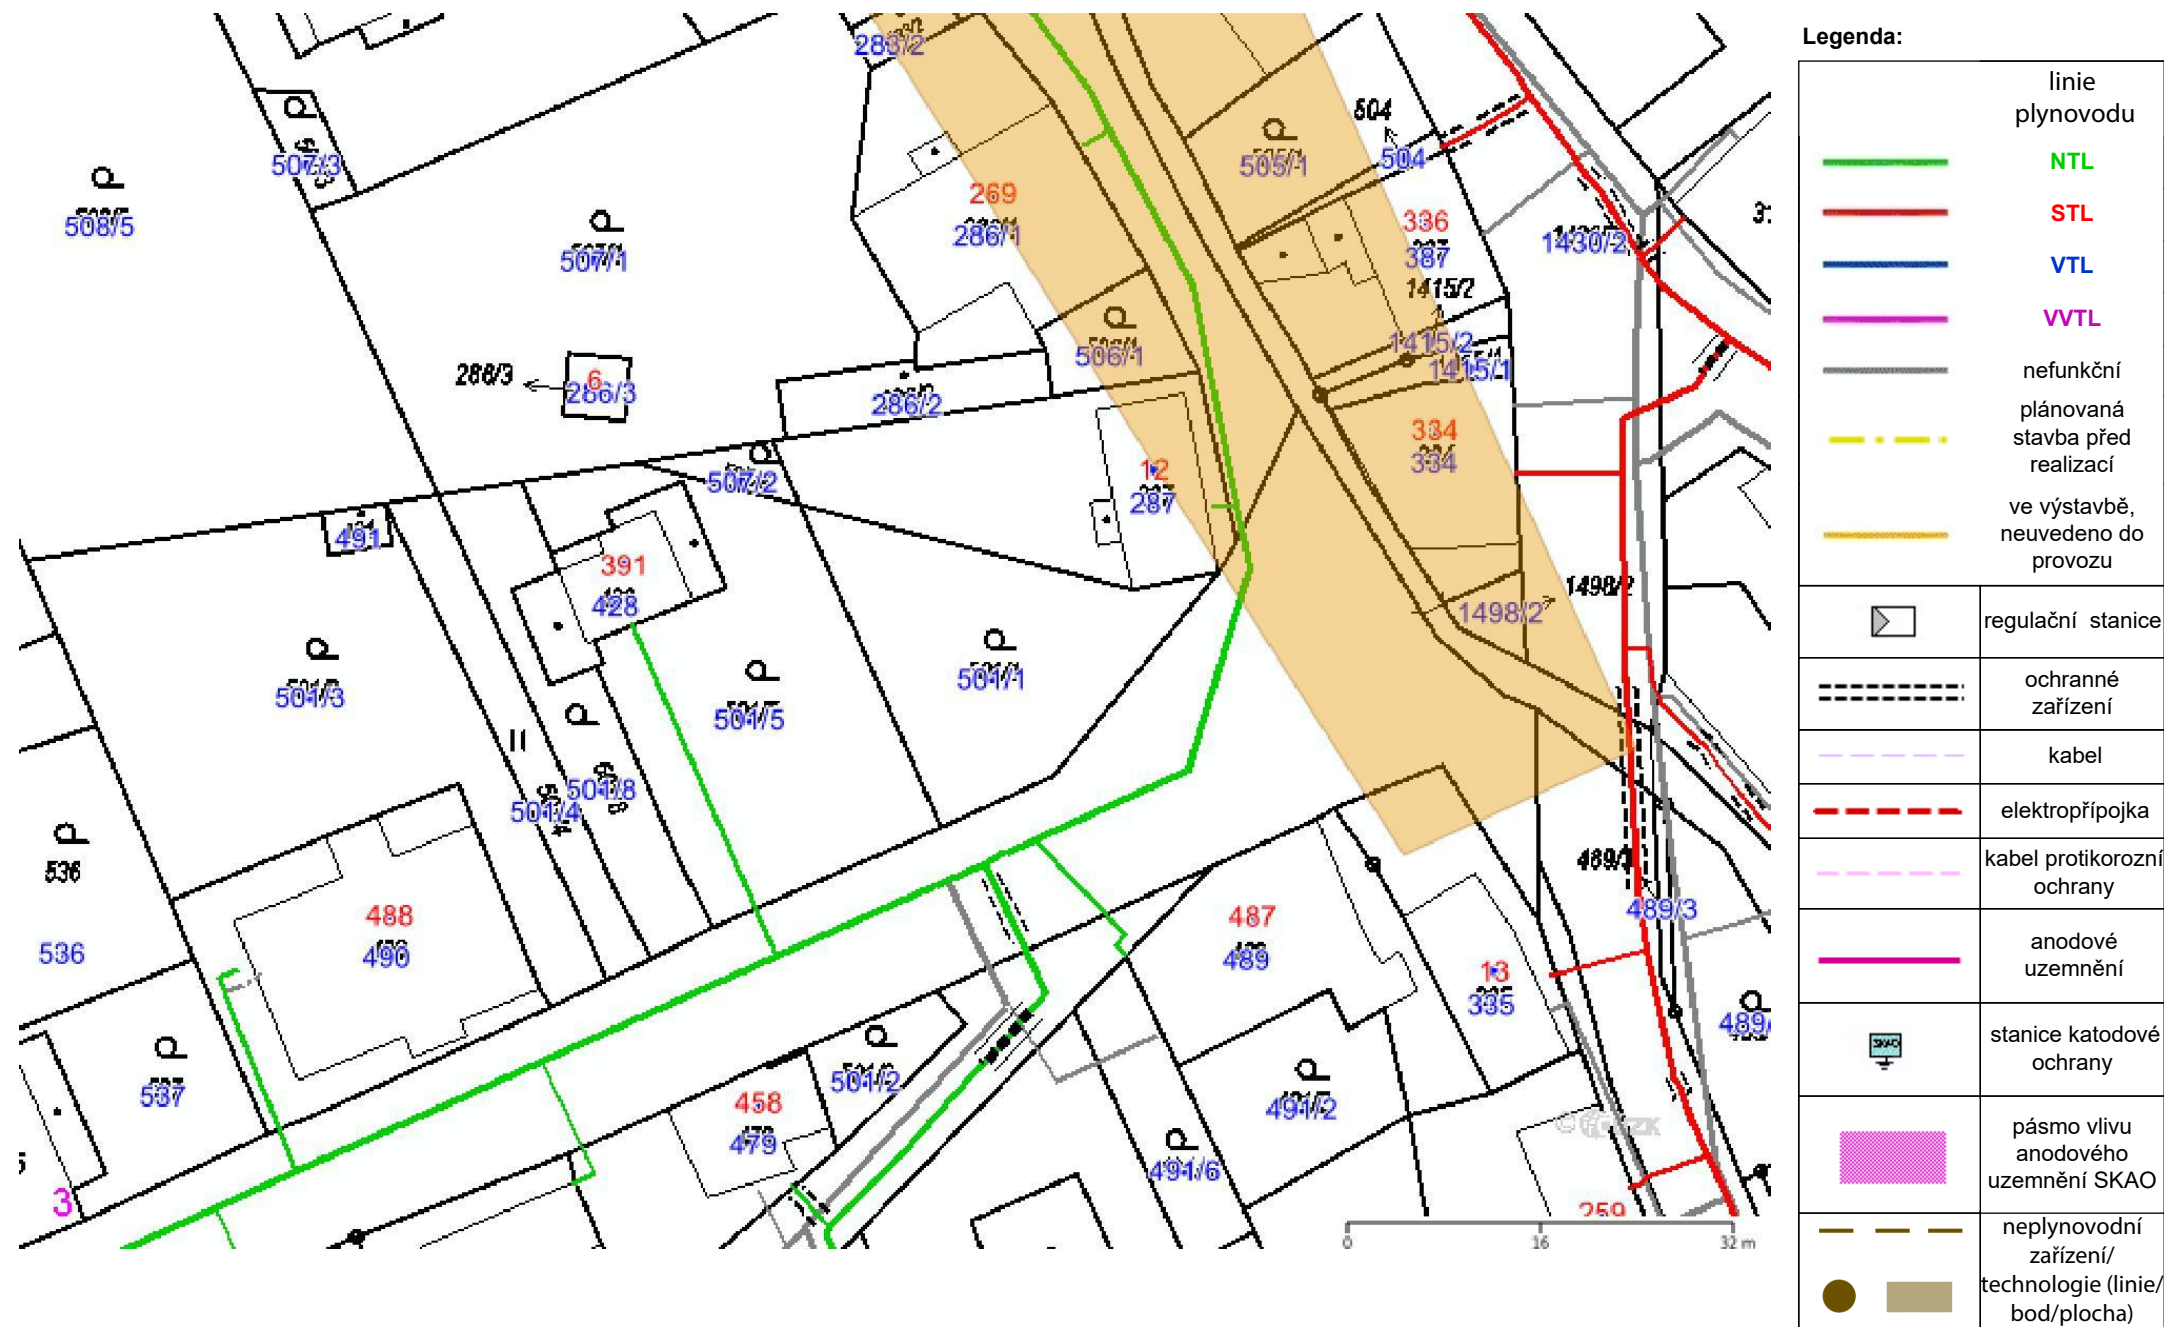 283/2
Legenda:
linie
plynovodu
NTL
STL
VTL
VVTL
nefunkční
plánovaná
stavba před
realizací
ve výstavbě,
neuvedeno do
provozu
regulační stanice
ochranné
zařízení
kabel
elektropřípojka
kabel protikorozní
ochrany
anodové
uzemnění
SKAO
stanice katodové
ochrany
pásmo vlivu
anodového
uzemnění SKAO
neplynovodní
zařízení/
technologie (linie/
bod/plocha)
507/3
508/5
507/1
269
286/1
505/1
504
504
336
387
1415/2
1430/2
506/1
1415/2
1415/1
286/3
6
286/3
286/2
334
334
507/2
12
287
491
391
428
1498/2
1498/2
501/3
501/5
501/1
501/8
501/4
536
536
488
490
487
489
489/3
489/3
13
335
537
501/2
458
479
491/2
491/6
3
259
0 16 32 m